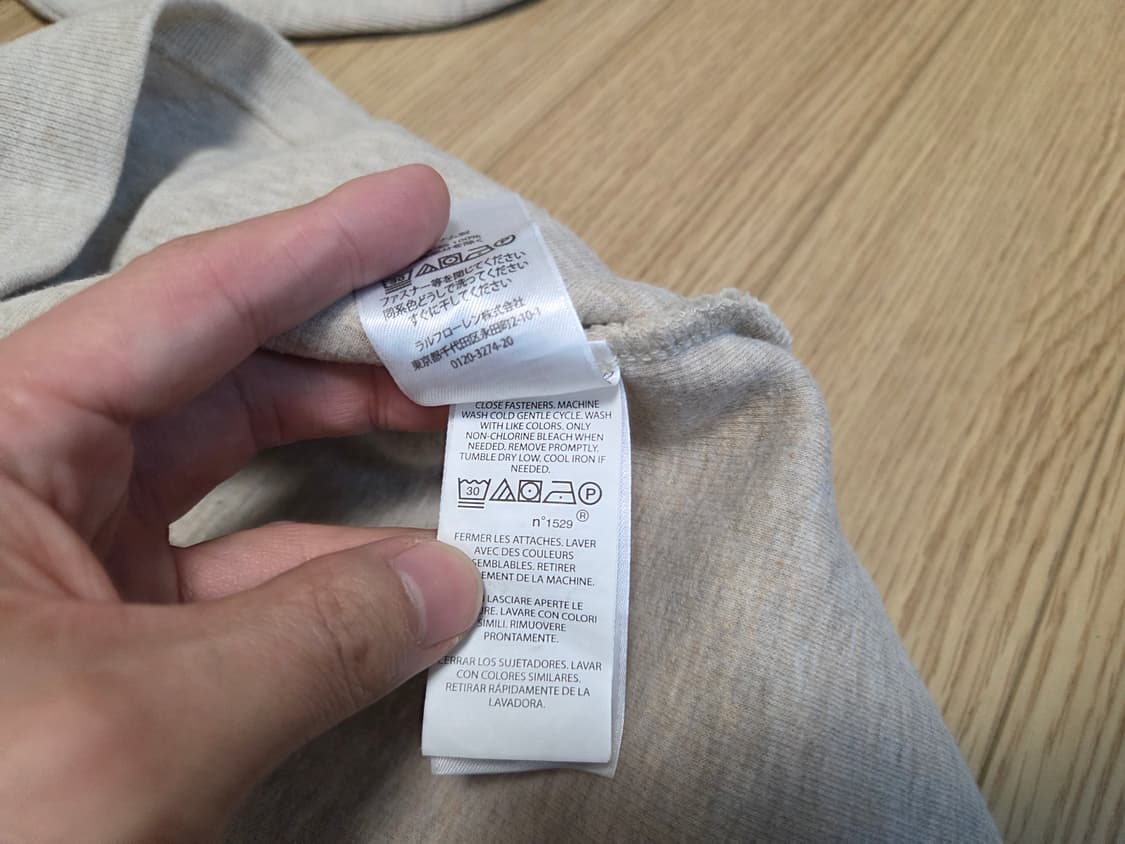 ファスナー等を閉じてください
同系色どうしで洗ってください
すぐに干してください
ラルフローレン株式会社
東京都千代田区永田町2-10-1
0120-3274-20
CLOSE FASTENERS. MACHINE
WASH COLD GENTLE CYCLE. WASH
WITH LIKE COLORS. ONLY
NON-CHLORINE BLEACH WHEN
NEEDED. REMOVE PROMPTLY.
TUMBLE DRY LOW. COOL IRON IF
NEEDED.
30 P
n°1529 ®
FERMER LES ATTACHES. LAVER
AVEC DES COULEURS
RETIRER
DE LA MACHINE.
LASCIARE APERTE LE
LAVARE CON COLORI
SIMILI. RIMUOVERE
PRONTAMENTE.
LOS SUJETADORES. LAVAR
CON COLORES SIMILARES.
RETIRAR RÁPIDAMENTE DE LA
LAVADORA.